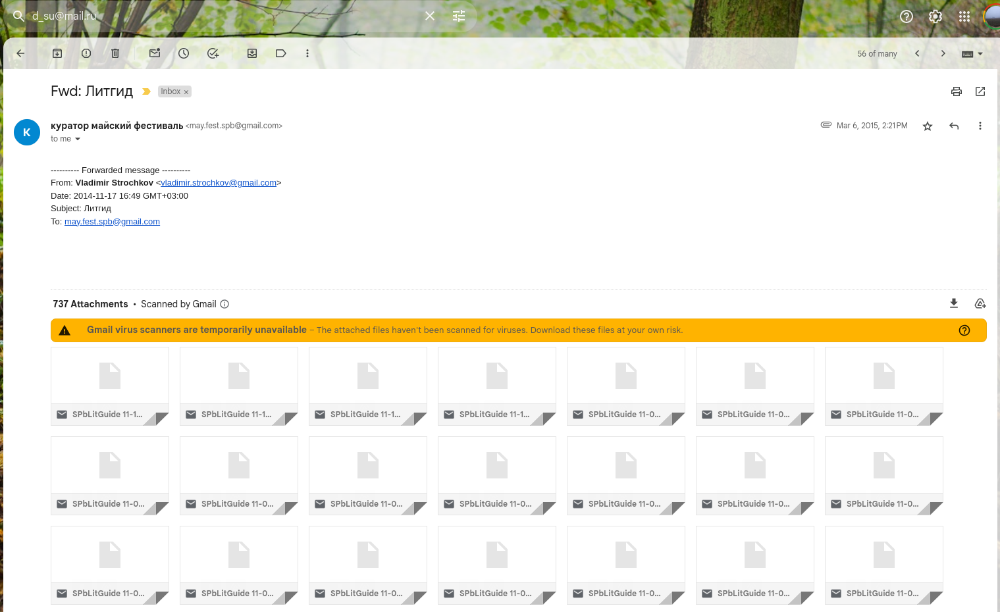 d_su@mail.ru
56 of many
Fwd: Литгид
Inbox ×
K
куратор майский фестиваль <may.fest.spb@gmail.com>
Mar 6, 2015, 2:21 PM
to me
---------- Forwarded message ----------
From: Vladimir Strochkov <vladimir.strochkov@gmail.com>
Date: 2014-11-17 16:49 GMT+03:00
Subject: Литгид
To: may.fest.spb@gmail.com
737 Attachments • Scanned by Gmail
Gmail virus scanners are temporarily unavailable – The attached files haven't been scanned for viruses. Download these files at your own risk.
SPbLitGuide 11-1... SPbLitGuide 11-1... SPbLitGuide 11-1... SPbLitGuide 11-1... SPbLitGuide 11-0... SPbLitGuide 11-0... SPbLitGuide 11-0...
SPbLitGuide 11-0... SPbLitGuide 11-0... SPbLitGuide 11-0... SPbLitGuide 11-0... SPbLitGuide 11-0... SPbLitGuide 11-0... SPbLitGuide 11-0...
SPbLitGuide 11-0... SPbLitGuide 11-0... SPbLitGuide 11-0... SPbLitGuide 11-0... SPbLitGuide 11-0... SPbLitGuide 11-0... SPbLitGuide 11-0...